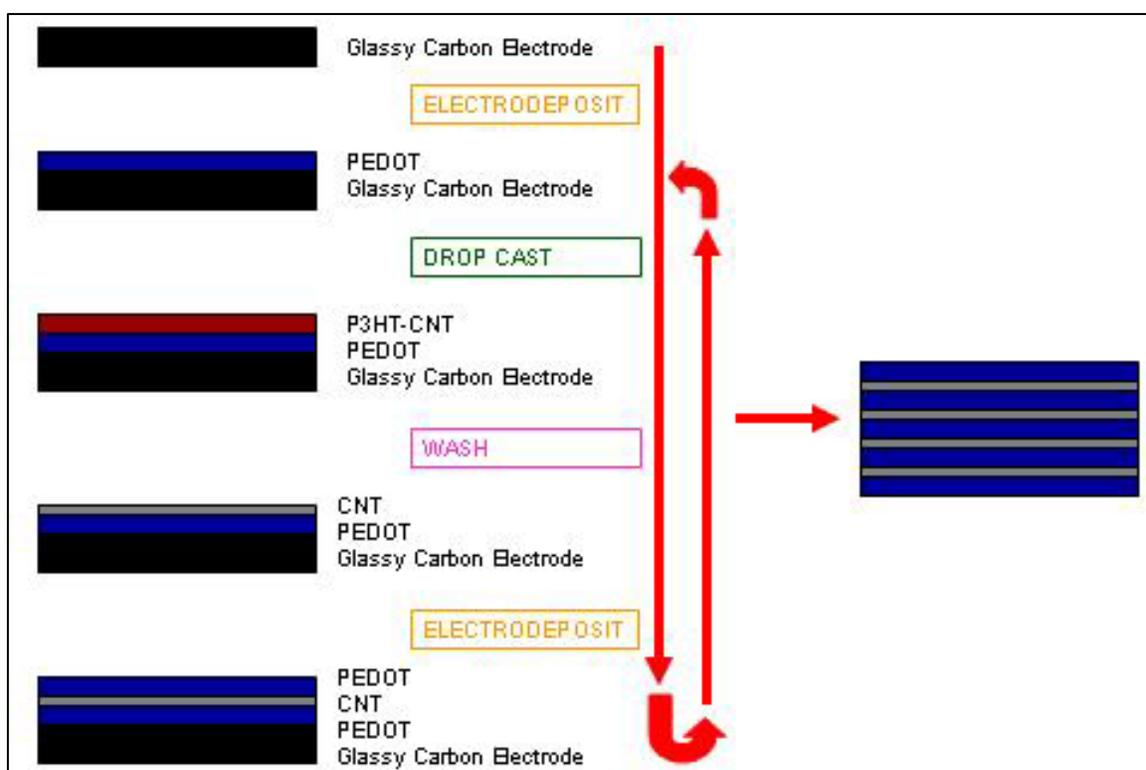 Glassy Carbon Electrode
ELECTRODEPOSIT
PEDOT
Glassy Carbon Electrode
DROP CAST
P3HT-CNT
PEDOT
Glassy Carbon Electrode
WASH
CNT
PEDOT
Glassy Carbon Electrode
ELECTRODEPOSIT
PEDOT
CNT
PEDOT
Glassy Carbon Electrode